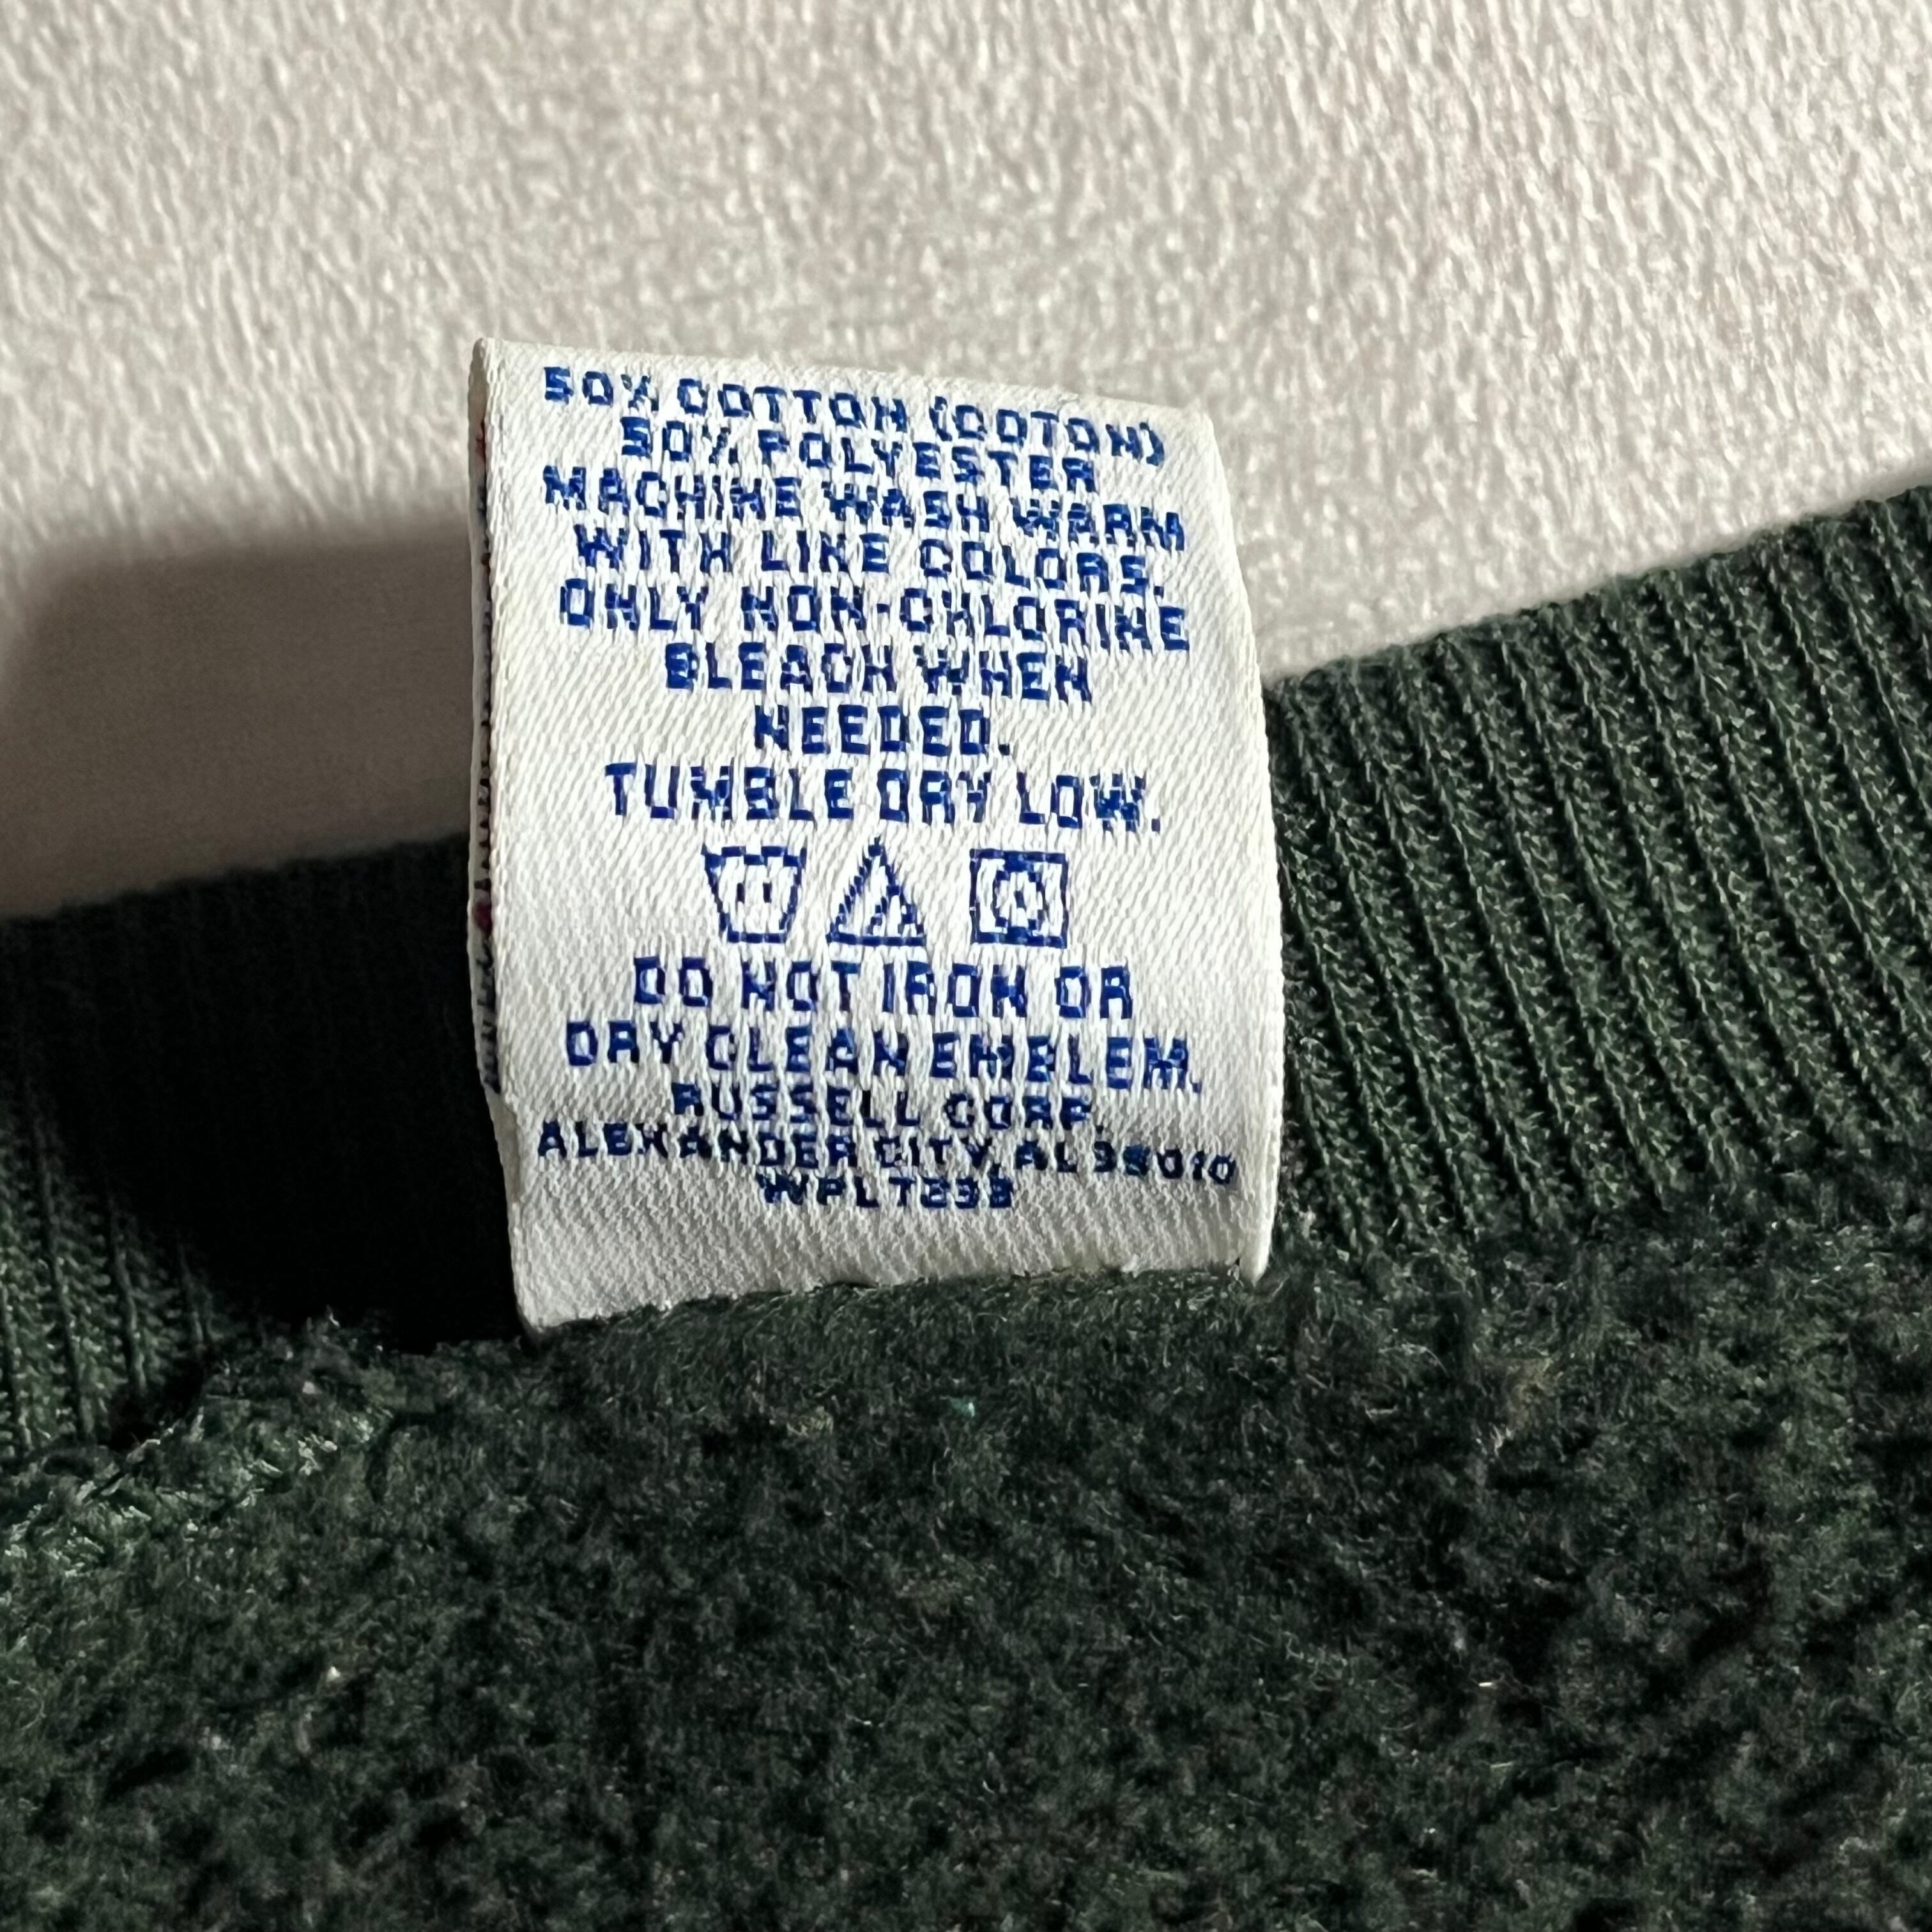 50% COTTON (COTON)
50% POLYESTER
MACHINE WASH WARM
WITH LIKE COLORS.
ONLY NON-CHLORINE
BLEACH WHEN
NEEDED.
TUMBLE DRY LOW.
DO NOT IRON OR
DRY CLEAN EMBLEM.
RUSSELL CORP.
ALEXANDER CITY, AL 35010
WPL 7233